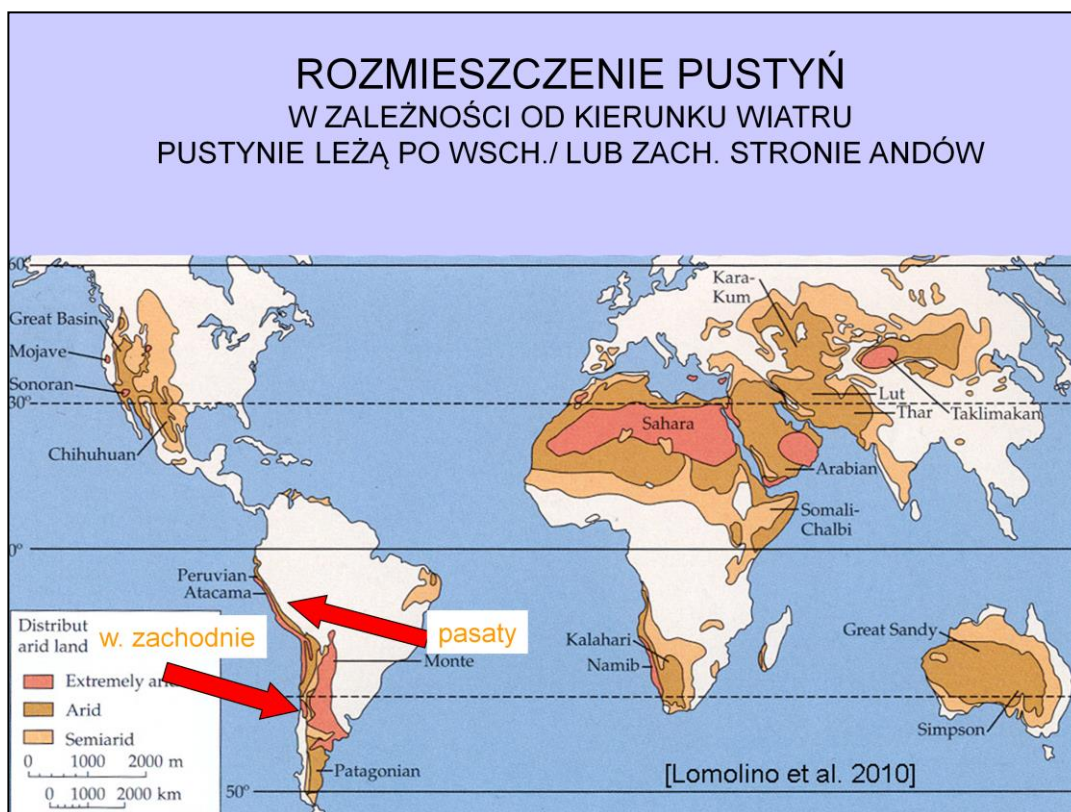 ROZMIESZCZENIE PUSTYŃ
W ZALEŻNOŚCI OD KIERUNKU WIATRU
PUSTYNIE LEŻĄ PO WSCH./ LUB ZACH. STRONIE ANDÓW
60°
Kara-
Kum
Great Basin
Mojave
Sonoran
30°
Lut
Thar
Taklimakan
Sahara
Chihuhuan
Arabian
Somali-
Chalbi
0°
Peruvian
Atacama
pasaty
Distribut
arid land
w. zachodnie
Monte
Kalahari
Namib
Great Sandy
Extremely
Arid
Semiarid
Simpson
0 1000 2000 m
0 1000 2000 km
Patagonian
50°
[Lomolino et al. 2010]